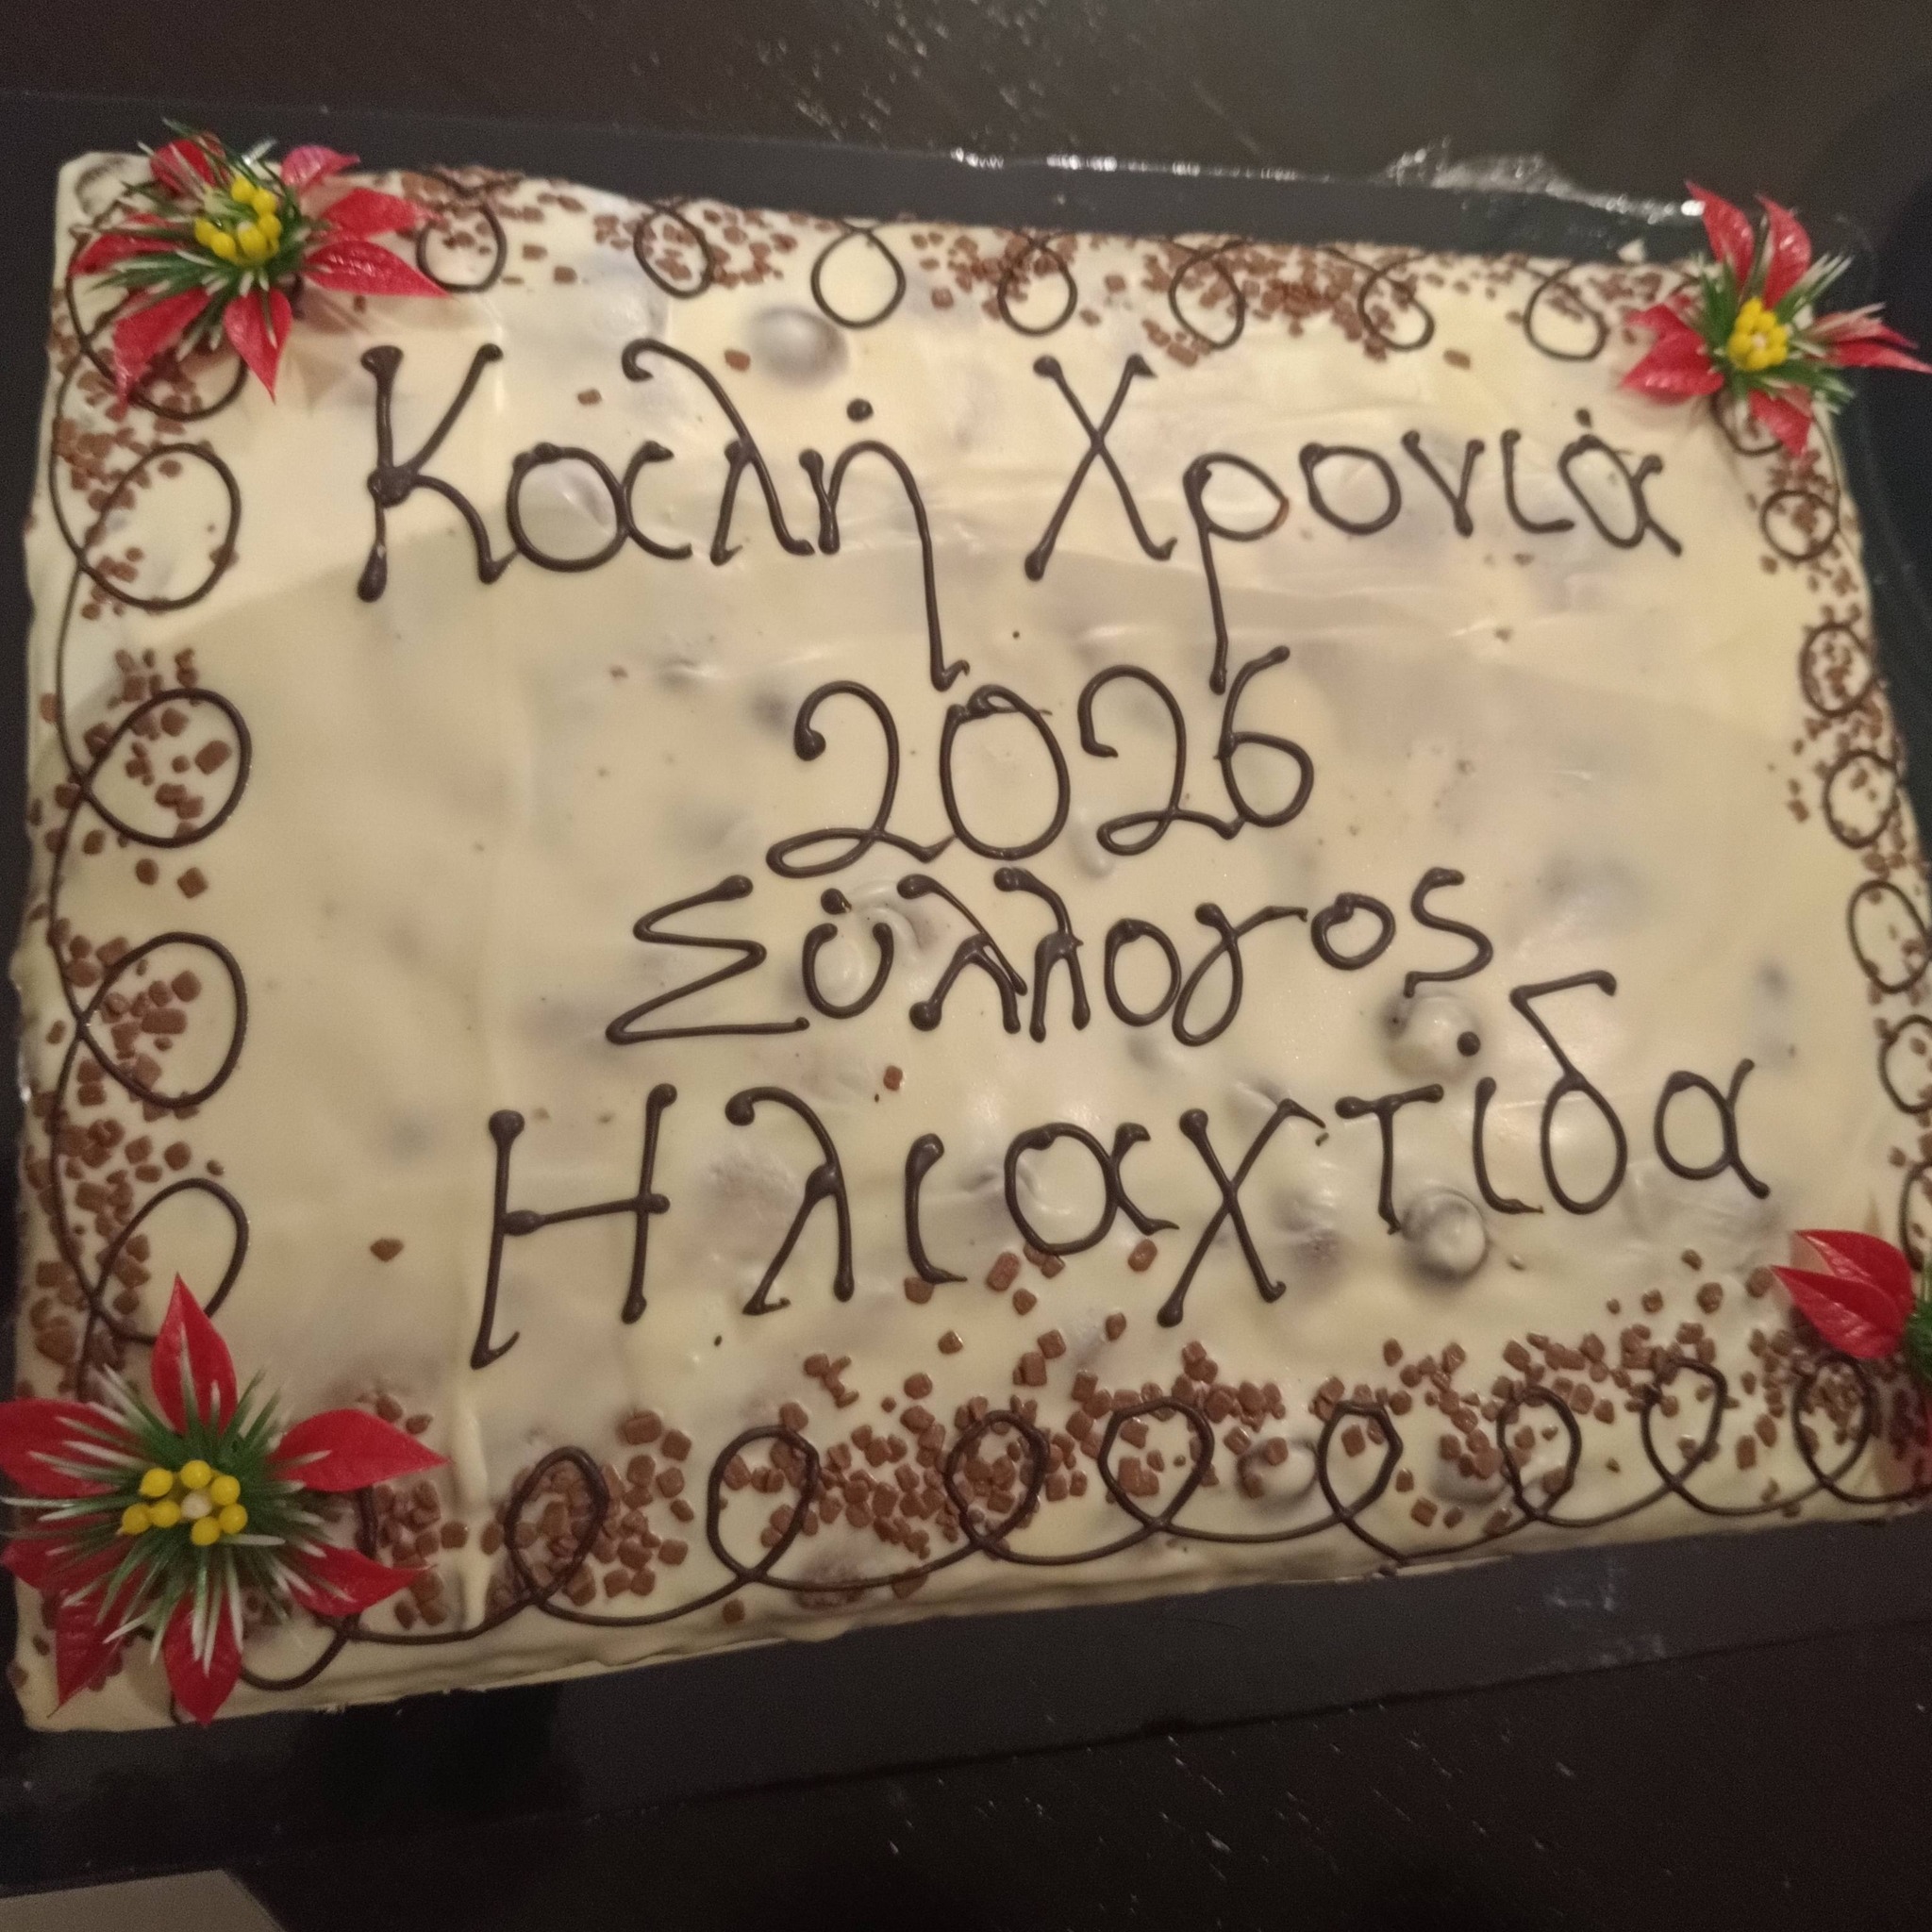 Καλή Χρονιά
2026
Σύλλογος
Ηλιαχτίδα